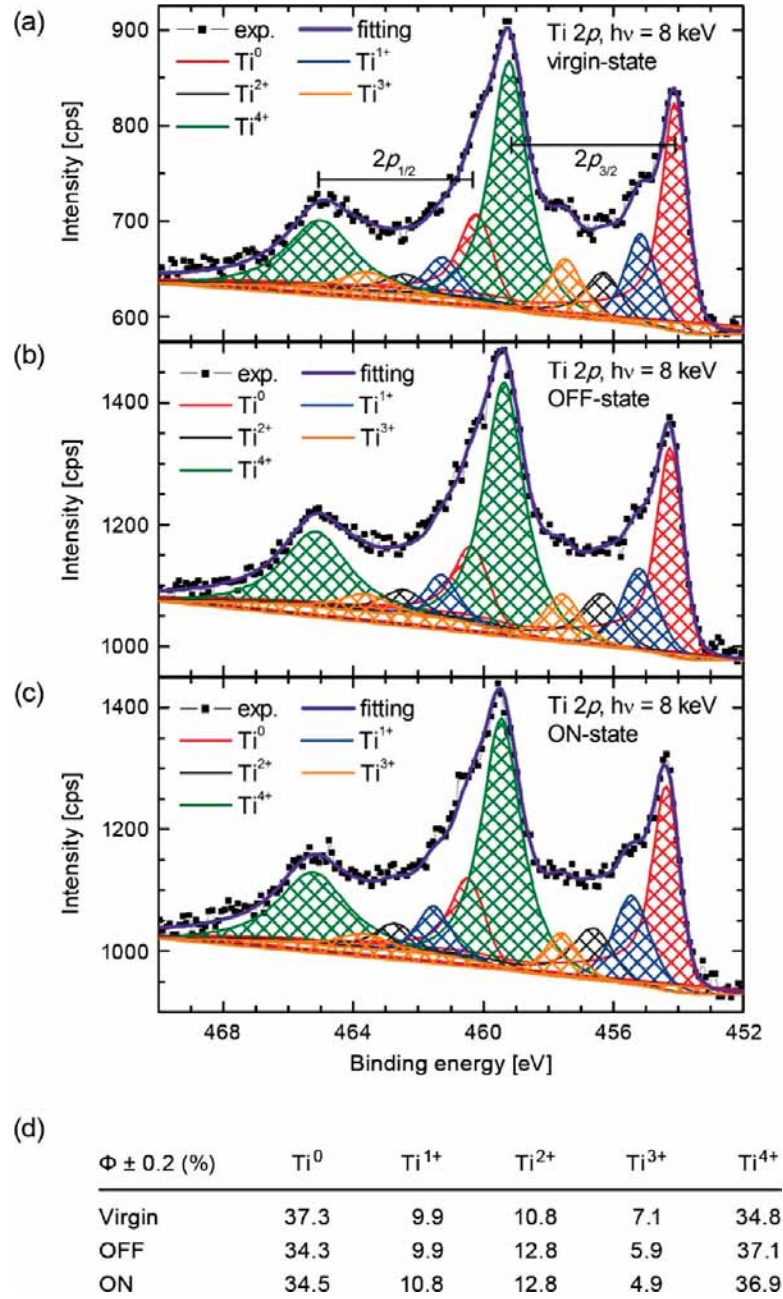 (a)
900
800
700
600
Intensity [cps]
exp.
fitting
Ti⁰
Ti¹⁺
Ti²⁺
Ti³⁺
Ti⁴⁺
Ti 2p, hν = 8 keV
virgin-state
2p₁/₂
2p₃/₂
(b)
1400
1200
1000
Intensity [cps]
exp.
fitting
Ti⁰
Ti¹⁺
Ti²⁺
Ti³⁺
Ti⁴⁺
Ti 2p, hν = 8 keV
OFF-state
(c)
1400
1200
1000
Intensity [cps]
exp.
fitting
Ti⁰
Ti¹⁺
Ti²⁺
Ti³⁺
Ti⁴⁺
Ti 2p, hν = 8 keV
ON-state
468 464 460 456 452
Binding energy [eV]
(d)
Φ ± 0.2 (%) Ti⁰ Ti¹⁺ Ti²⁺ Ti³⁺ Ti⁴⁺
Virgin 37.3 9.9 10.8 7.1 34.8
OFF 34.3 9.9 12.8 5.9 37.1
ON 34.5 10.8 12.8 4.9 36.9